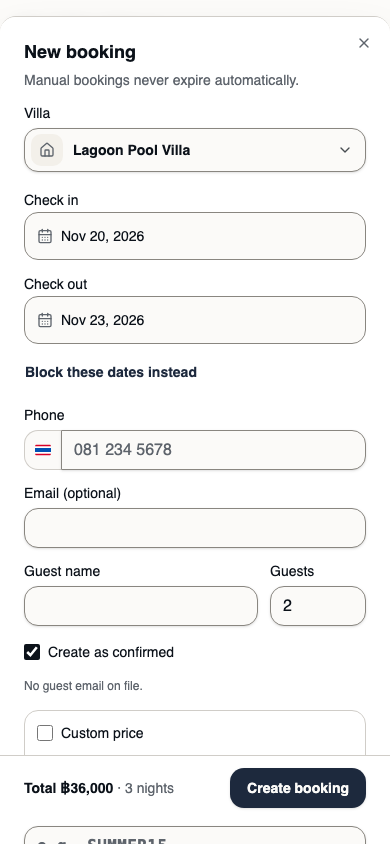 New booking
Manual bookings never expire automatically.
Villa
Lagoon Pool Villa
Check in
Nov 20, 2026
Check out
Nov 23, 2026
Block these dates instead
Phone
081 234 5678
Email (optional)
Guest name
Guests
2
Create as confirmed
No guest email on file.
Custom price
Total ฿36,000 · 3 nights
Create booking
e.g. SUMMER15